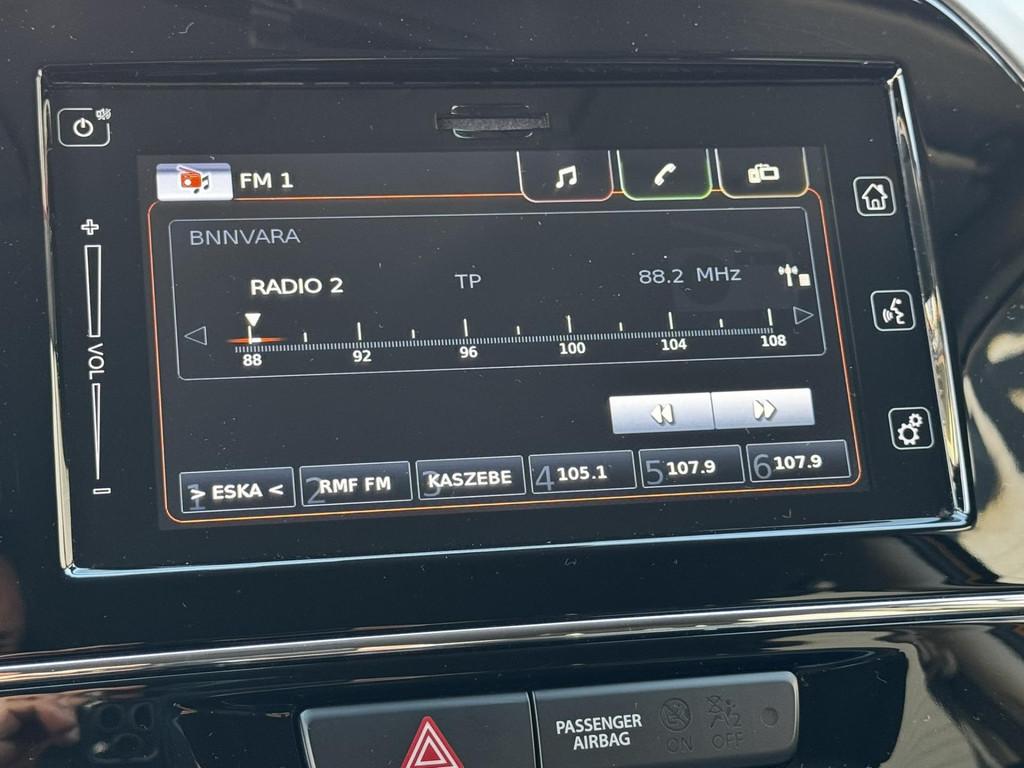 FM 1
BNNVARA
RADIO 2 TP 88.2 MHz
88 92 96 100 104 108
+
VOL
-
1 > ESKA < 2 RMF FM 3 KASZEBE 4 105.1 5 107.9 6 107.9
PASSENGER
AIRBAG
ON OFF